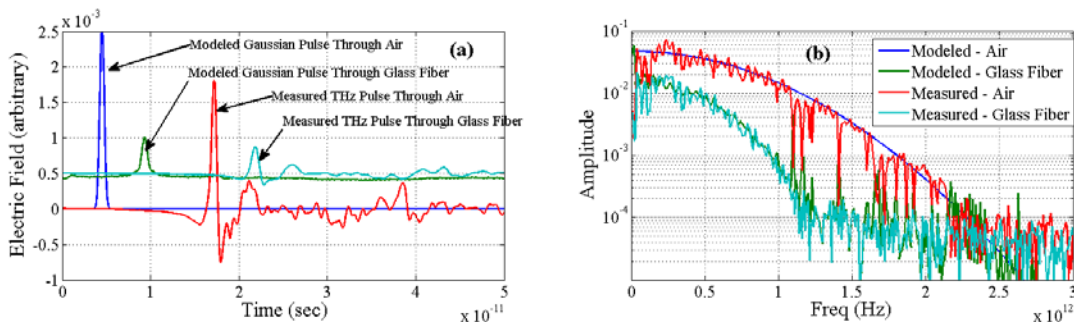 x 10⁻³
2.5
2
1.5
1
0.5
0
-0.5
-1
Electric Field (arbitrary)
(a)
Modeled Gaussian Pulse Through Air
Modeled Gaussian Pulse Through Glass Fiber
Measured THz Pulse Through Air
Measured THz Pulse Through Glass Fiber
0 1 2 3 4 5
Time (sec)
x 10⁻¹¹
10⁻¹
10⁻²
10⁻³
10⁻⁴
Amplitude
(b)
Modeled - Air
Modeled - Glass Fiber
Measured - Air
Measured - Glass Fiber
0 0.5 1 1.5 2 2.5 3
Freq (Hz)
x 10¹²